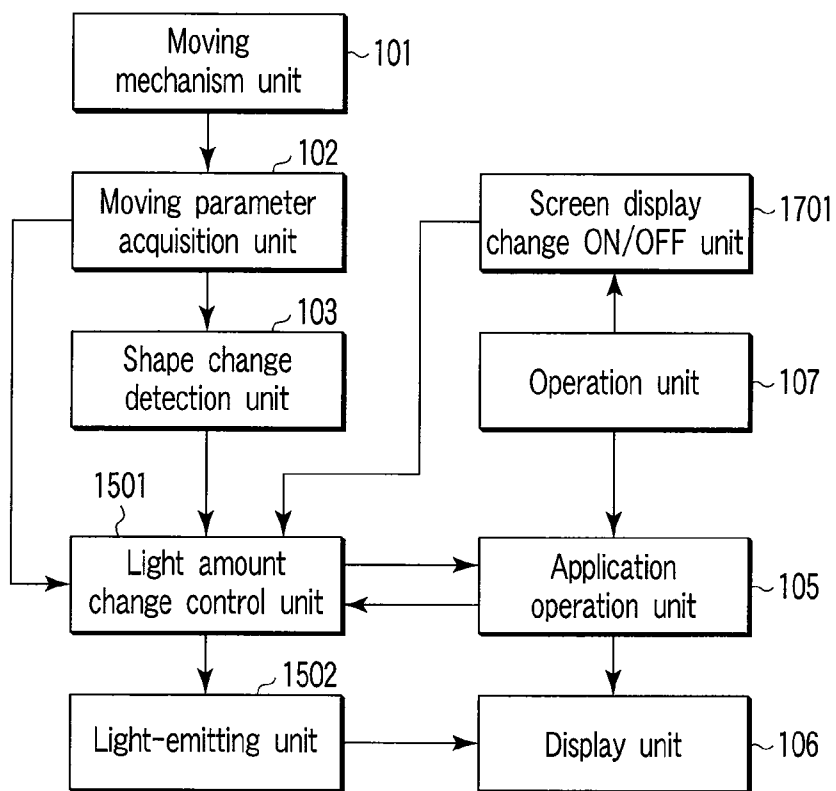 Moving
mechanism unit
101
102
Moving parameter
acquisition unit
Screen display
change ON/OFF unit
1701
103
Shape change
detection unit
Operation unit
107
1501
Light amount
change control unit
Application
operation unit
105
1502
Light-emitting unit
Display unit
106